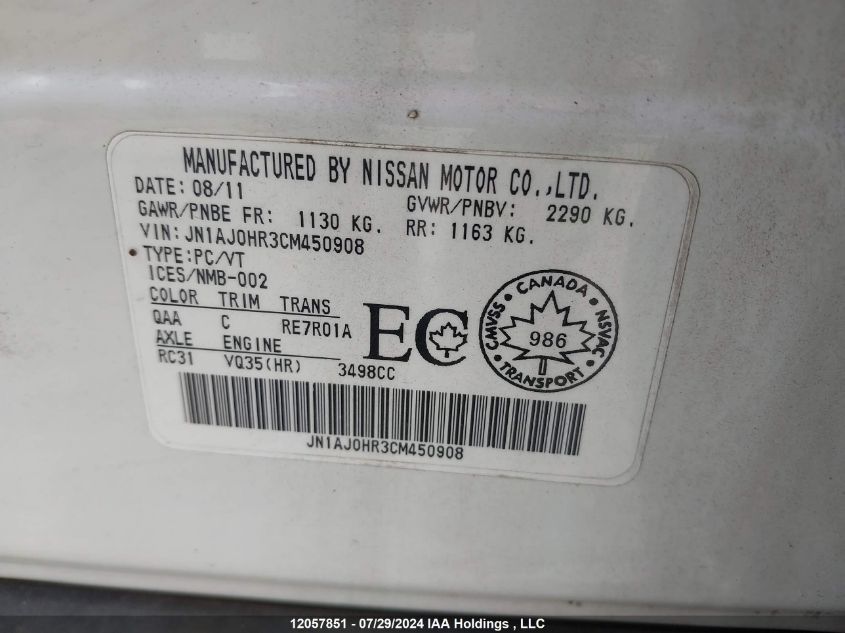 MANUFACTURED BY NISSAN MOTOR CO.,LTD.
DATE: 08/11 GVWR/PNBV: 2290 KG.
GAWR/PNBE FR: 1130 KG. RR: 1163 KG.
VIN: JN1AJ0HR3CM450908
TYPE:PC/VT
ICES/NMB-002
COLOR TRIM TRANS
QAA C RE7R01A
AXLE ENGINE
RC31 VQ35(HR) 3498CC
EC
CANADA
CMVSS
NSVAC
986
TRANSPORT
JN1AJ0HR3CM450908
12057851 - 07/29/2024 IAA Holdings , LLC